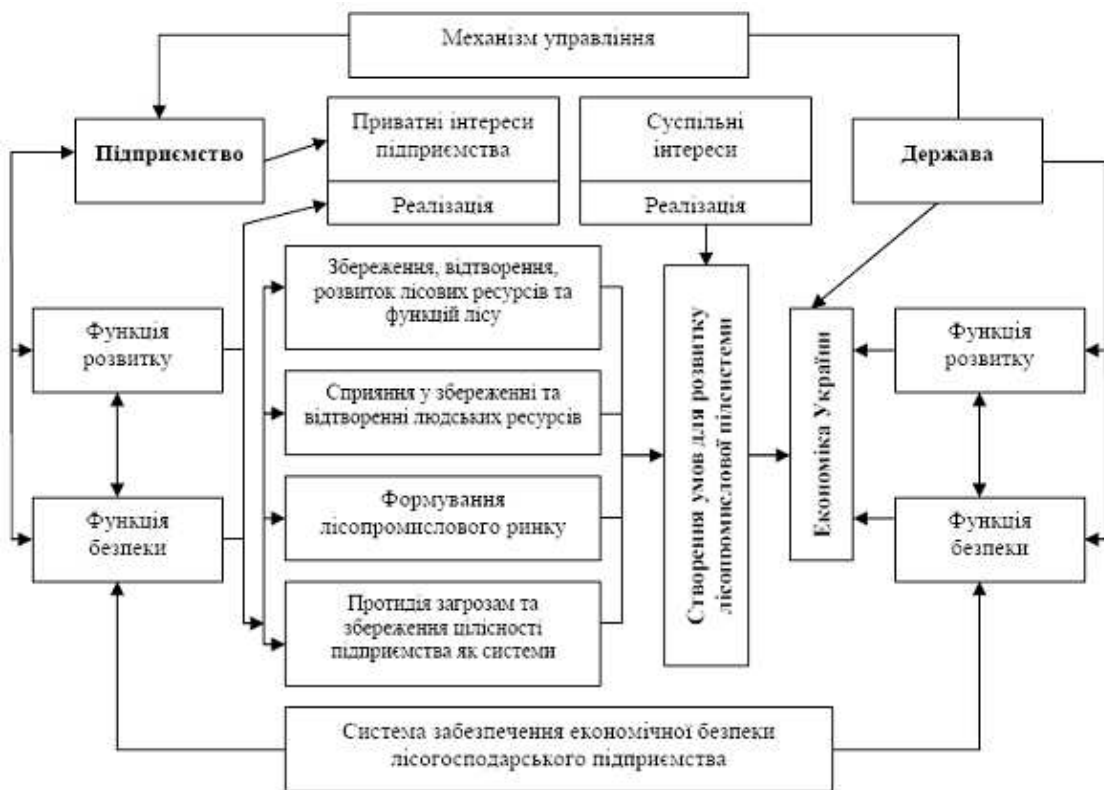 Механізм управління
Підприємство
Приватні інтереси
підприємства
Реалізація
Суспільні
інтереси
Реалізація
Держава
Збереження, відтворення,
розвиток лісових ресурсів та
функцій лісу
Функція
розвитку
Сприяння у збереженні та
відтворенні людських ресурсів
Формування
лісопромислового ринку
Функція
безпеки
Протидія загрозам та
збереження цілісності
підприємства як системи
Створення умов для розвитку
лісопромислової підсистеми
Економіка України
Функція
розвитку
Функція
безпеки
Система забезпечення економічної безпеки
лісогосподарського підприємства